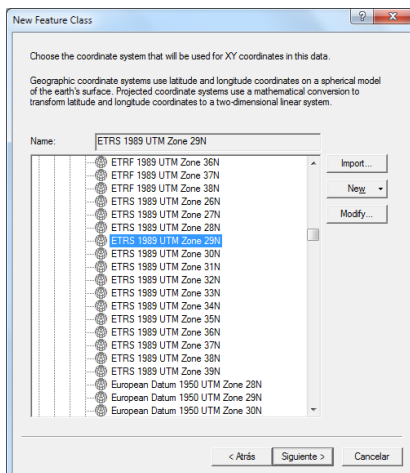 New Feature Class
Choose the coordinate system that will be used for XY coordinates in this data.
Geographic coordinate systems use latitude and longitude coordinates on a spherical model
of the earth's surface. Projected coordinate systems use a mathematical conversion to
transform latitude and longitude coordinates to a two-dimensional linear system.
Name: ETRS 1989 UTM Zone 29N
ETRF 1989 UTM Zone 36N
ETRF 1989 UTM Zone 37N
ETRF 1989 UTM Zone 38N
ETRS 1989 UTM Zone 26N
ETRS 1989 UTM Zone 27N
ETRS 1989 UTM Zone 28N
ETRS 1989 UTM Zone 29N
ETRS 1989 UTM Zone 30N
ETRS 1989 UTM Zone 31N
ETRS 1989 UTM Zone 32N
ETRS 1989 UTM Zone 33N
ETRS 1989 UTM Zone 34N
ETRS 1989 UTM Zone 35N
ETRS 1989 UTM Zone 36N
ETRS 1989 UTM Zone 37N
ETRS 1989 UTM Zone 38N
ETRS 1989 UTM Zone 39N
European Datum 1950 UTM Zone 28N
European Datum 1950 UTM Zone 29N
European Datum 1950 UTM Zone 30N
Import...
New
Modify...
< Atrás
Siguiente >
Cancelar